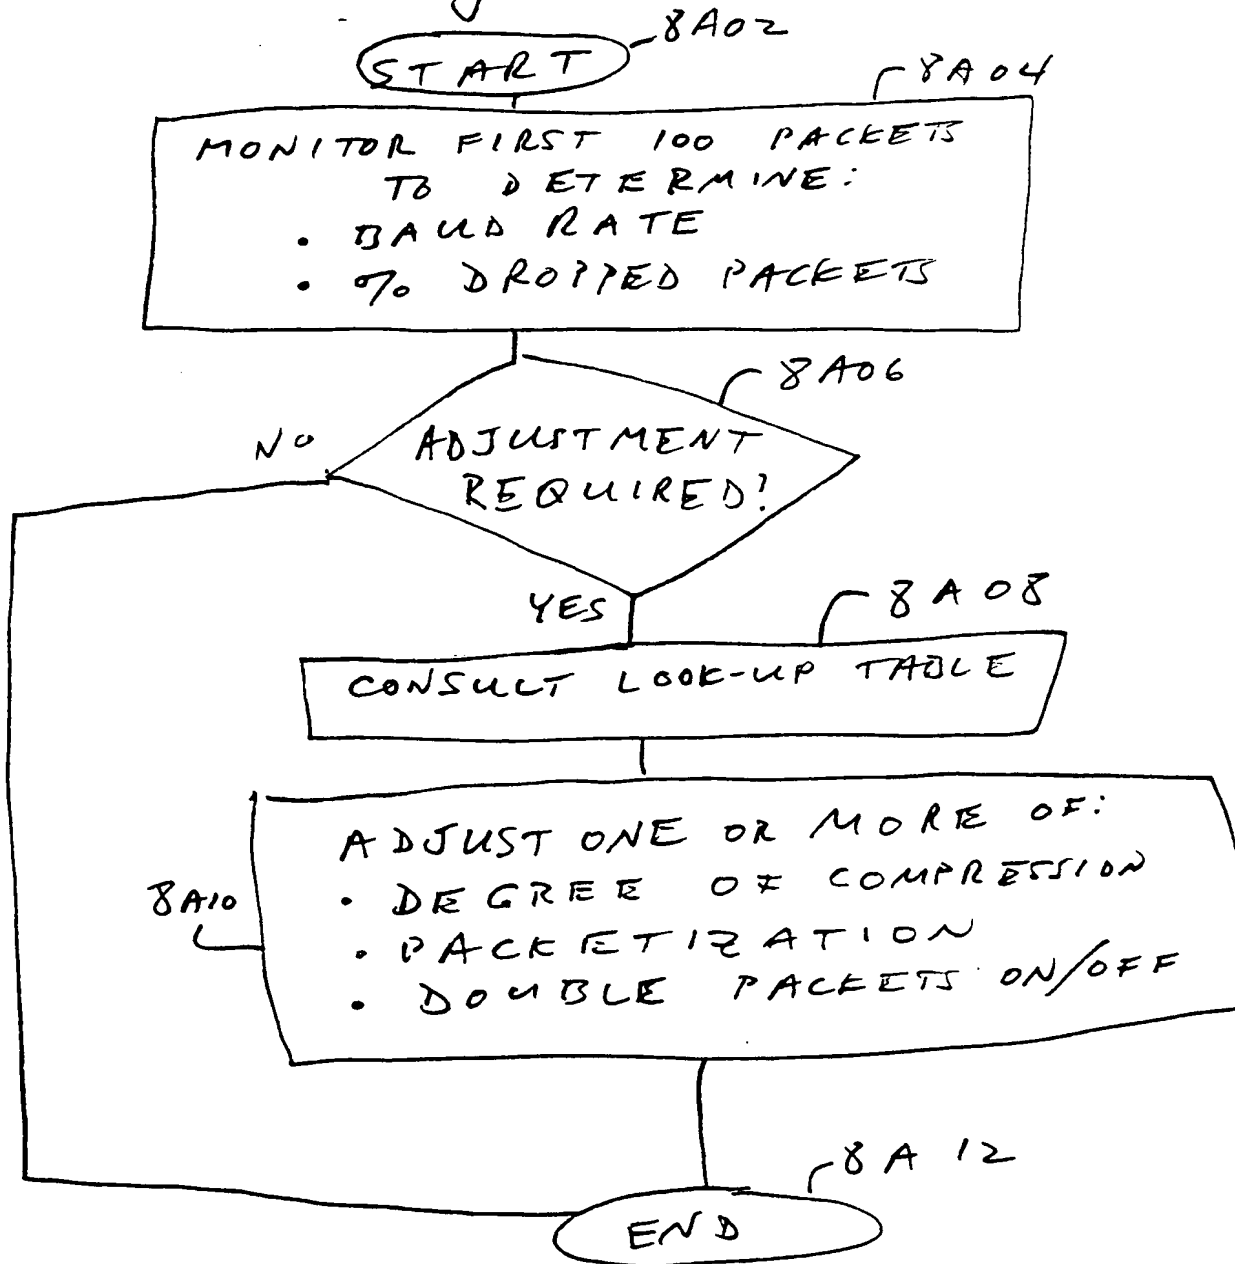 8A02
START
8A04
MONITOR FIRST 100 PACKETS
TO DETERMINE:
• BAUD RATE
• % DROPPED PACKETS
8A06
NO
ADJUSTMENT
REQUIRED?
YES
8A08
CONSULT LOOK-UP TABLE
ADJUST ONE OR MORE OF:
8A10
• DEGREE OF COMPRESSION
• PACKETIZATION
• DOUBLE PACKETS ON/OFF
8A12
END